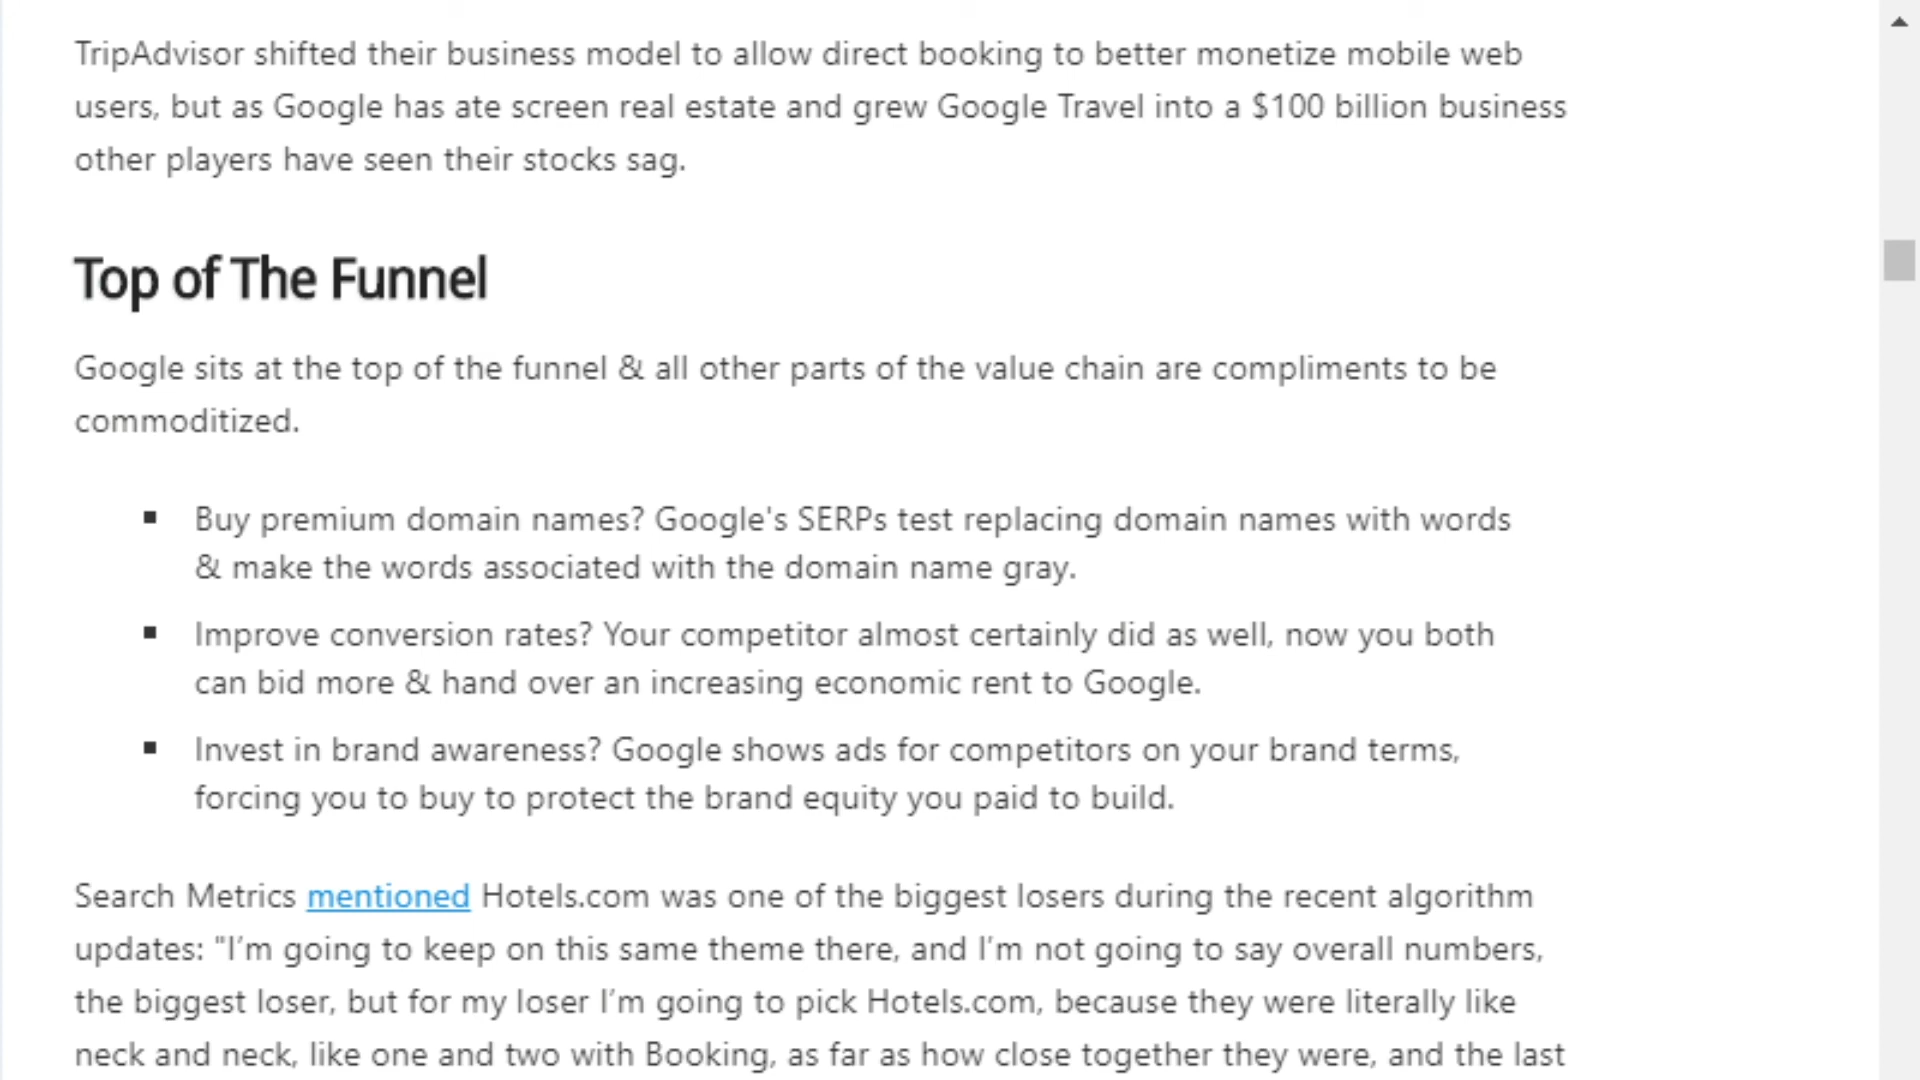 TripAdvisor shifted their business model to allow direct booking to better monetize mobile web
users, but as Google has ate screen real estate and grew Google Travel into a $100 billion business
other players have seen their stocks sag.
Top of The Funnel
Google sits at the top of the funnel & all other parts of the value chain are compliments to be
commoditized.
▪ Buy premium domain names? Google's SERPs test replacing domain names with words
& make the words associated with the domain name gray.
▪ Improve conversion rates? Your competitor almost certainly did as well, now you both
can bid more & hand over an increasing economic rent to Google.
▪ Invest in brand awareness? Google shows ads for competitors on your brand terms,
forcing you to buy to protect the brand equity you paid to build.
Search Metrics mentioned Hotels.com was one of the biggest losers during the recent algorithm
updates: "I’m going to keep on this same theme there, and I’m not going to say overall numbers,
the biggest loser, but for my loser I’m going to pick Hotels.com, because they were literally like
neck and neck, like one and two with Booking, as far as how close together they were, and the last